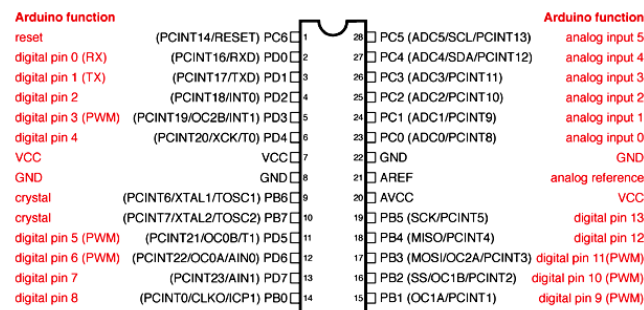 Arduino function Arduino function
reset (PCINT14/RESET) PC6 1 28 PC5 (ADC5/SCL/PCINT13) analog input 5
digital pin 0 (RX) (PCINT16/RXD) PD0 2 27 PC4 (ADC4/SDA/PCINT12) analog input 4
digital pin 1 (TX) (PCINT17/TXD) PD1 3 26 PC3 (ADC3/PCINT11) analog input 3
digital pin 2 (PCINT18/INT0) PD2 4 25 PC2 (ADC2/PCINT10) analog input 2
digital pin 3 (PWM) (PCINT19/OC2B/INT1) PD3 5 24 PC1 (ADC1/PCINT9) analog input 1
digital pin 4 (PCINT20/XCK/T0) PD4 6 23 PC0 (ADC0/PCINT8) analog input 0
VCC VCC 7 22 GND GND
GND GND 8 21 AREF analog reference
crystal (PCINT6/XTAL1/TOSC1) PB6 9 20 AVCC VCC
crystal (PCINT7/XTAL2/TOSC2) PB7 10 19 PB5 (SCK/PCINT5) digital pin 13
digital pin 5 (PWM) (PCINT21/OC0B/T1) PD5 11 18 PB4 (MISO/PCINT4) digital pin 12
digital pin 6 (PWM) (PCINT22/OC0A/AIN0) PD6 12 17 PB3 (MOSI/OC2A/PCINT3) digital pin 11(PWM)
digital pin 7 (PCINT23/AIN1) PD7 13 16 PB2 (SS/OC1B/PCINT2) digital pin 10 (PWM)
digital pin 8 (PCINT0/CLKO/ICP1) PB0 14 15 PB1 (OC1A/PCINT1) digital pin 9 (PWM)